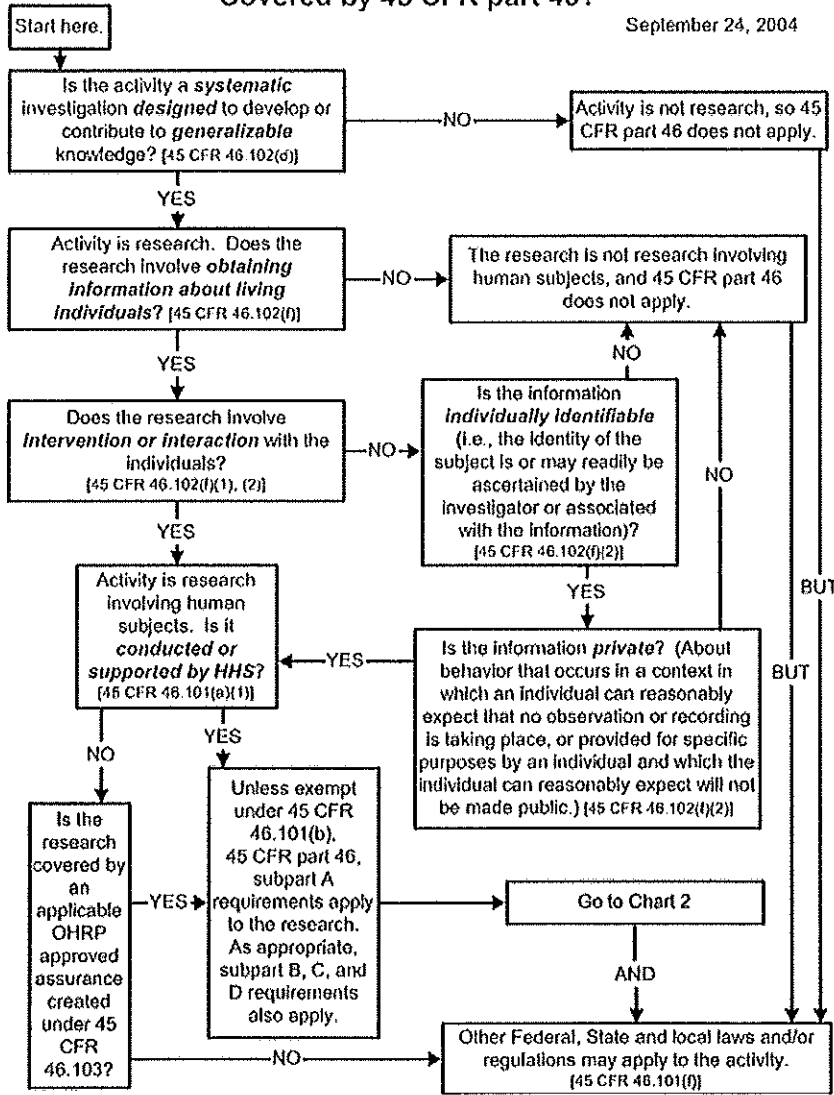 Covered by 45 CFR part 46?
September 24, 2004
Start here.
Is the activity a systematic
investigation designed to develop or
contribute to generalizable
knowledge? [45 CFR 46.102(d)]
NO
Activity is not research, so 45
CFR part 46 does not apply.
YES
Activity is research. Does the
research involve obtaining
information about living
individuals? [45 CFR 46.102(f)]
NO
The research is not research involving
human subjects, and 45 CFR part 46
does not apply.
YES
NO
Does the research involve
intervention or interaction with the
individuals?
[45 CFR 46.102(f)(1), (2)]
NO
Is the information
individually identifiable
(i.e., the identity of the
subject is or may readily be
ascertained by the
investigator or associated
with the information)?
[45 CFR 46.102(f)(2)]
NO
YES
YES
BUT
Activity is research
involving human
subjects. Is it
conducted or
supported by HHS?
[45 CFR 46.101(a)(1)]
YES
Is the information private? (About
behavior that occurs in a context in
which an individual can reasonably
expect that no observation or recording
is taking place, or provided for specific
purposes by an individual and which the
individual can reasonably expect will not
be made public.) [45 CFR 46.102(f)(2)]
BUT
NO
YES
Is the
research
covered by
an
applicable
OHRP
approved
assurance
created
under 45
CFR
46.103?
YES
Unless exempt
under 45 CFR
46.101(b),
45 CFR part 46,
subpart A
requirements apply
to the research.
As appropriate,
subpart B, C, and
D requirements
also apply.
Go to Chart 2
AND
NO
Other Federal, State and local laws and/or
regulations may apply to the activity.
[45 CFR 46.101(f)]